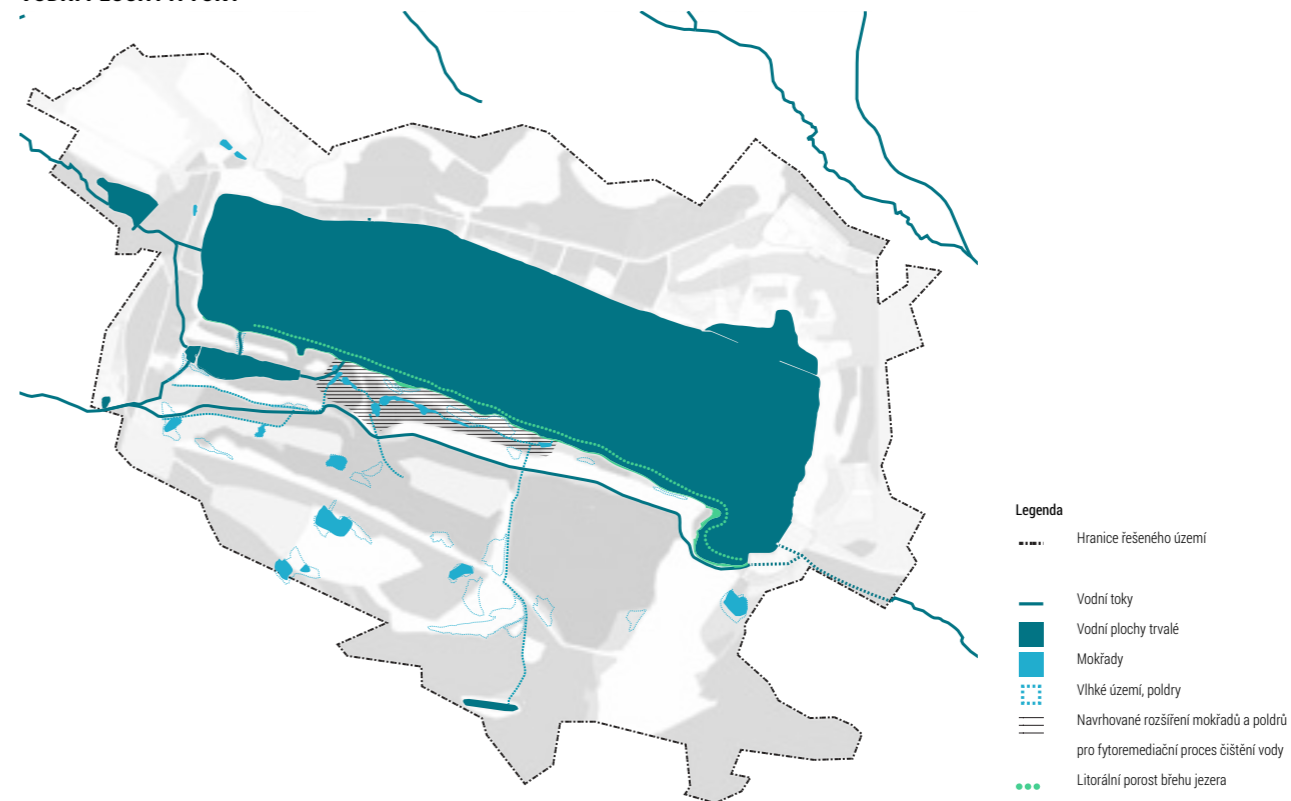 Legenda
Hranice řešeného území
Vodní toky
Vodní plochy trvalé
Mokřady
Vlhké území, poldry
Navrhované rozšíření mokřadů a poldrů
pro fytoremediační proces čištění vody
Litorální porost břehu jezera